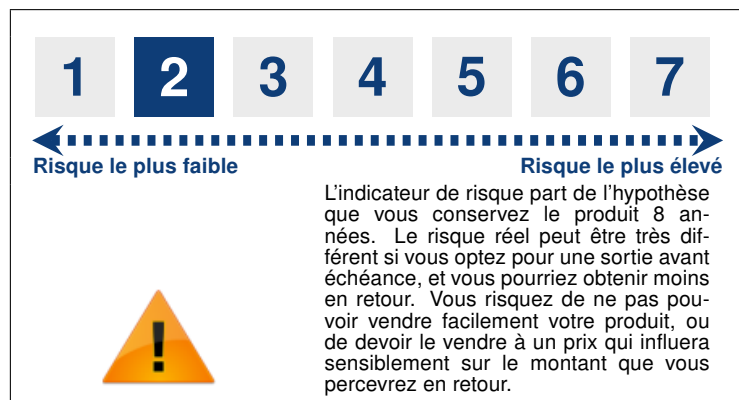 1 2 3 4 5 6 7
Risque le plus faible Risque le plus élevé
L'indicateur de risque part de l'hypothèse
que vous conservez le produit 8 an-
nées. Le risque réel peut être très dif-
férent si vous optez pour une sortie avant
échéance, et vous pourriez obtenir moins
en retour. Vous risquez de ne pas pou-
voir vendre facilement votre produit, ou
de devoir le vendre à un prix qui influera
sensiblement sur le montant que vous
percevrez en retour.